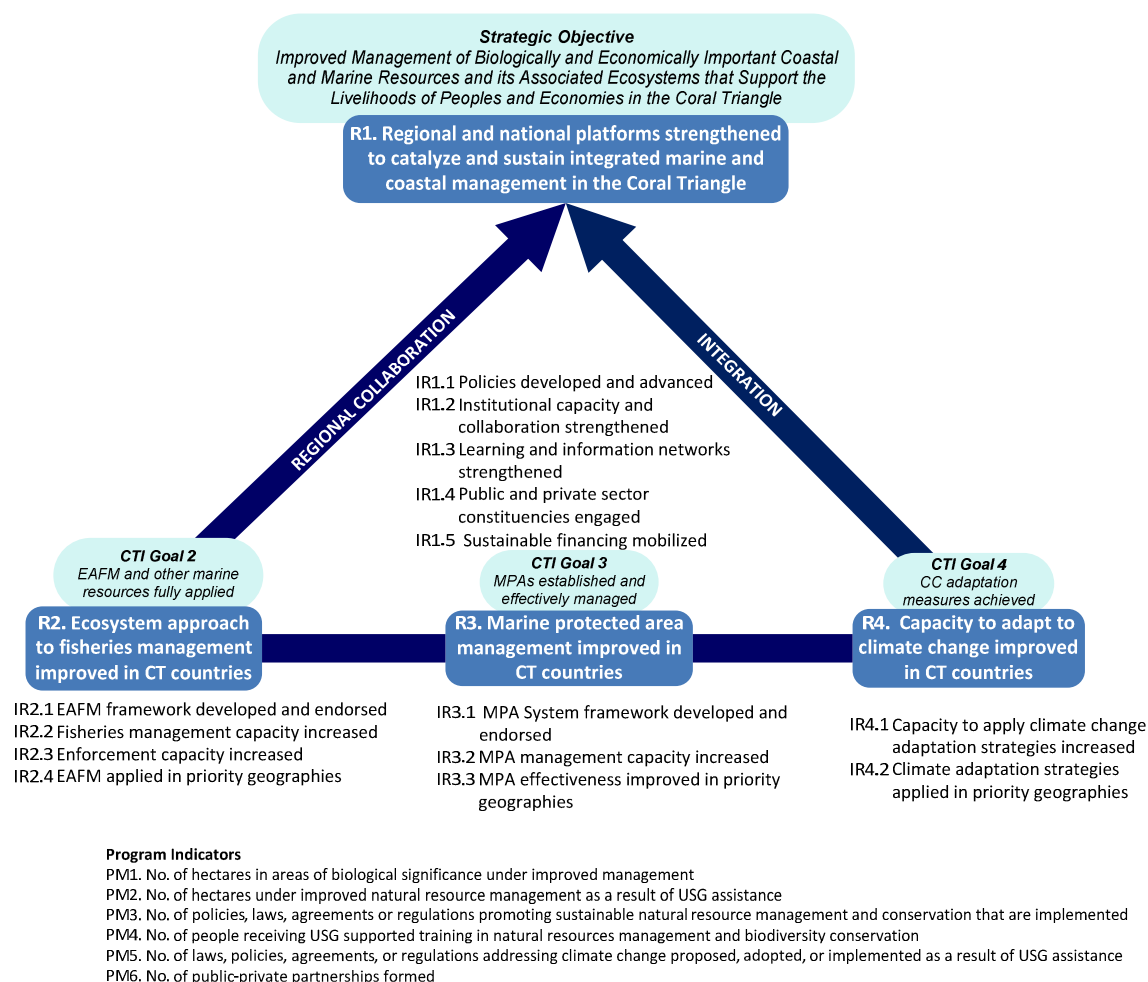 Strategic Objective
Improved Management of Biologically and Economically Important Coastal
and Marine Resources and its Associated Ecosystems that Support the
Livelihoods of Peoples and Economies in the Coral Triangle
R1. Regional and national platforms strengthened
to catalyze and sustain integrated marine and
coastal management in the Coral Triangle
REGIONAL COLLABORATION
INTEGRATION
IR1.1 Policies developed and advanced
IR1.2 Institutional capacity and
collaboration strengthened
IR1.3 Learning and information networks
strengthened
IR1.4 Public and private sector
constituencies engaged
IR1.5 Sustainable financing mobilized
CTI Goal 2
EAFM and other marine
resources fully applied
R2. Ecosystem approach
to fisheries management
improved in CT countries
IR2.1 EAFM framework developed and endorsed
IR2.2 Fisheries management capacity increased
IR2.3 Enforcement capacity increased
IR2.4 EAFM applied in priority geographies
CTI Goal 3
MPAs established and
effectively managed
R3. Marine protected area
management improved in
CT countries
IR3.1 MPA System framework developed and
endorsed
IR3.2 MPA management capacity increased
IR3.3 MPA effectiveness improved in priority
geographies
CTI Goal 4
CC adaptation
measures achieved
R4. Capacity to adapt to
climate change improved
in CT countries
IR4.1 Capacity to apply climate change
adaptation strategies increased
IR4.2 Climate adaptation strategies
applied in priority geographies
Program Indicators
PM1. No. of hectares in areas of biological significance under improved management
PM2. No. of hectares under improved natural resource management as a result of USG assistance
PM3. No. of policies, laws, agreements or regulations promoting sustainable natural resource management and conservation that are implemented
PM4. No. of people receiving USG supported training in natural resources management and biodiversity conservation
PM5. No. of laws, policies, agreements, or regulations addressing climate change proposed, adopted, or implemented as a result of USG assistance
PM6. No. of public-private partnerships formed